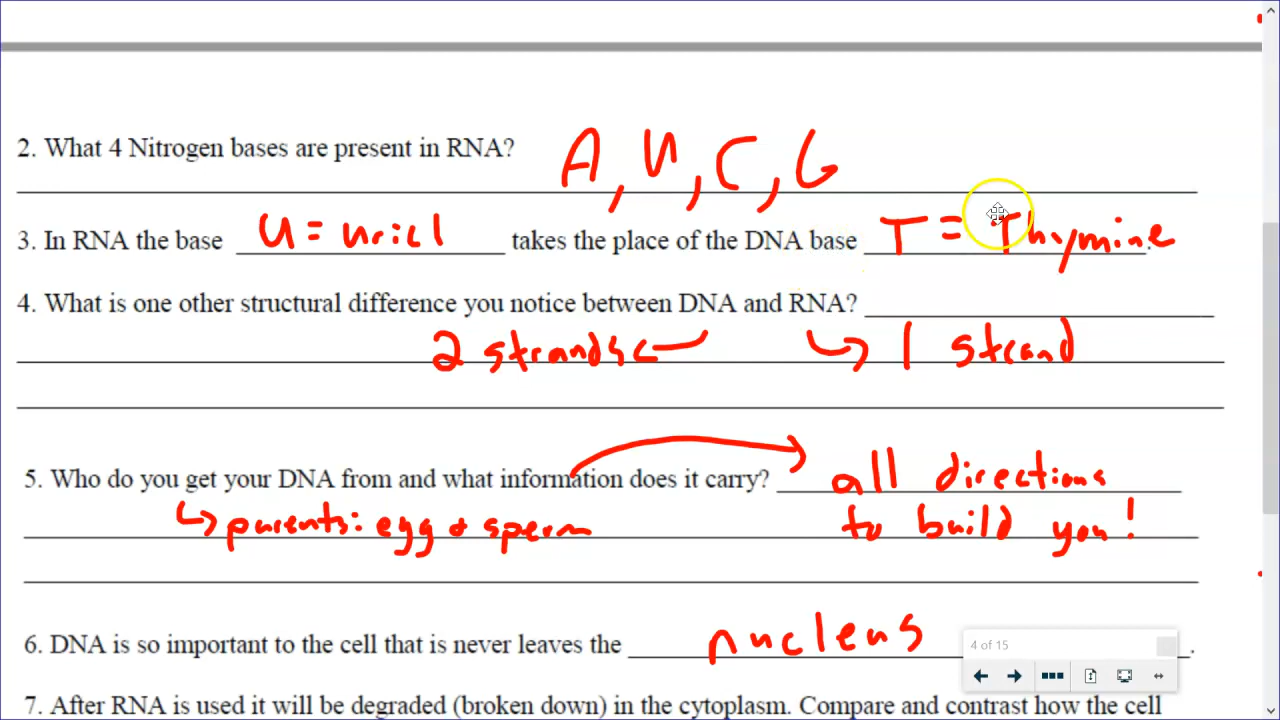 2. What 4 Nitrogen bases are present in RNA? A, U, C, G
3. In RNA the base U = uricl takes the place of the DNA base T = Thymine.
4. What is one other structural difference you notice between DNA and RNA?
2 strands 1 strand
5. Who do you get your DNA from and what information does it carry? all directions
parents: egg + sperm to build you!
6. DNA is so important to the cell that is never leaves the nucleus.
4 of 15
7. After RNA is used it will be degraded (broken down) in the cytoplasm. Compare and contrast how the cell